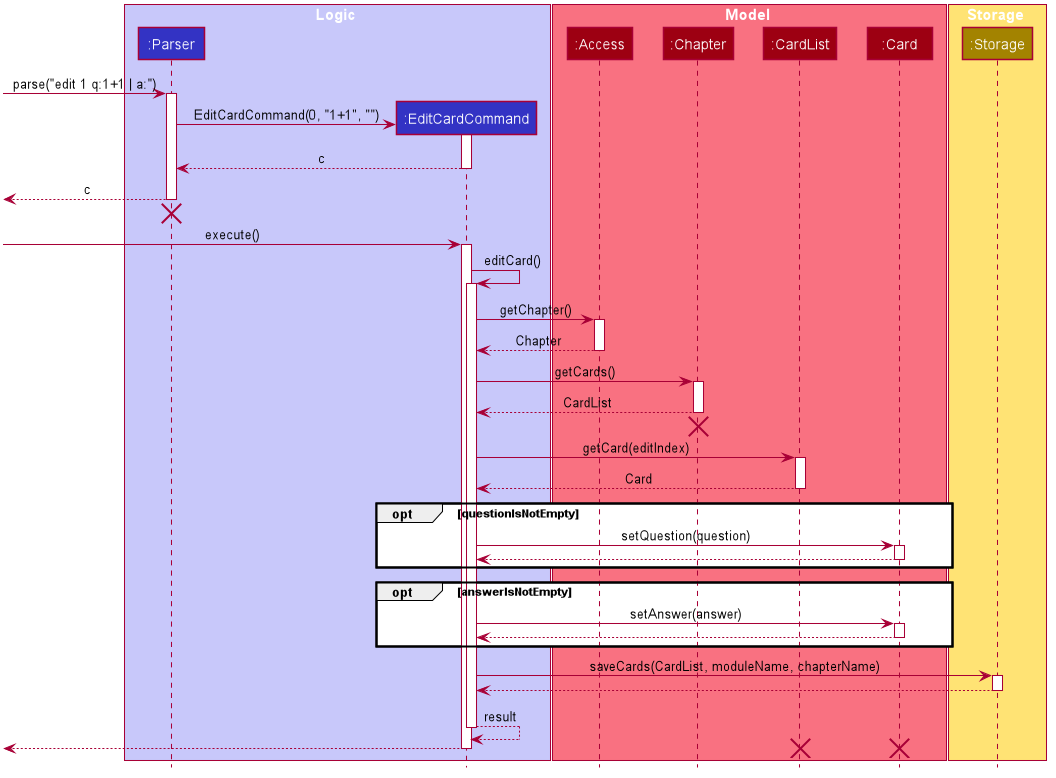 Logic
Model
Storage
:Parser
:Access
:Chapter
:CardList
:Card
:Storage
parse("edit 1 q:1+1 | a:")
EditCardCommand(0, "1+1", "")
:EditCardCommand
c
c
execute()
editCard()
getChapter()
Chapter
getCards()
CardList
getCard(editIndex)
Card
opt
[questionIsNotEmpty]
setQuestion(question)
opt
[answerIsNotEmpty]
setAnswer(answer)
saveCards(CardList, moduleName, chapterName)
result